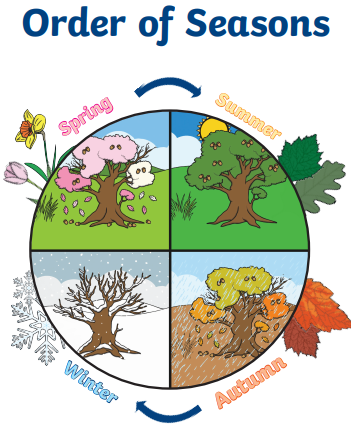 Order of Seasons
Spring
Summer
Winter
Autumn